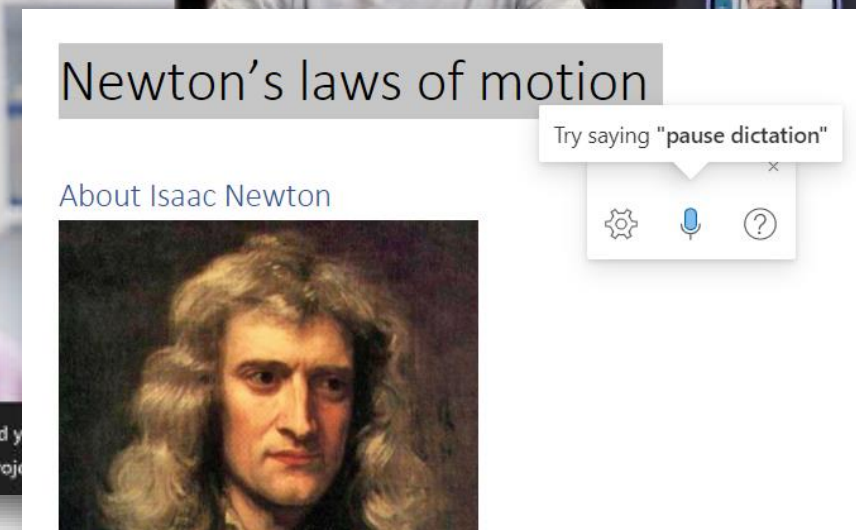 Newton’s laws of motion
Try saying "pause dictation"
About Isaac Newton